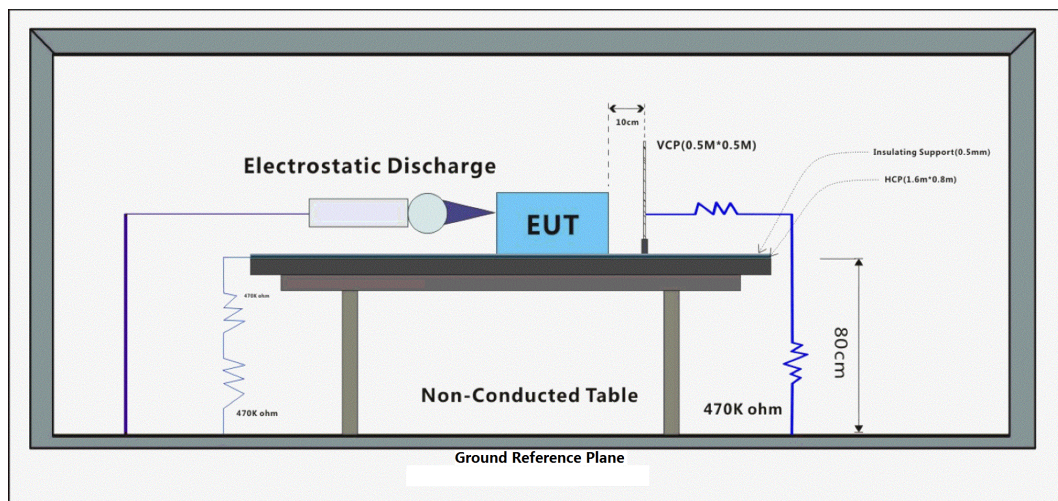 10cm
VCP(0.5M*0.5M)
Insulating Support(0.5mm)
Electrostatic Discharge
HCP(1.6m*0.8m)
EUT
470K ohm
80cm
Non-Conducted Table
470K ohm
470K ohm
Ground Reference Plane